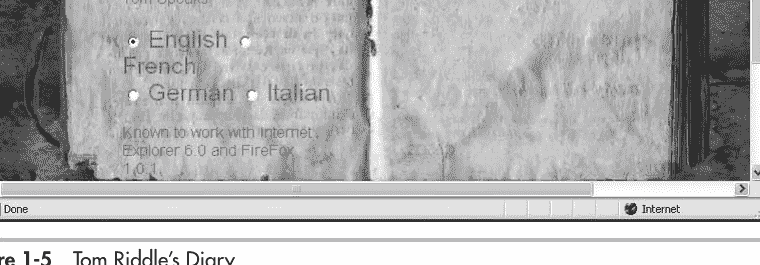 Tom Speaks
English
French
German Italian
Known to work with Internet
Explorer 6.0 and FireFox
1.0.1
Done Internet
re 1-5 Tom Riddle's Diary